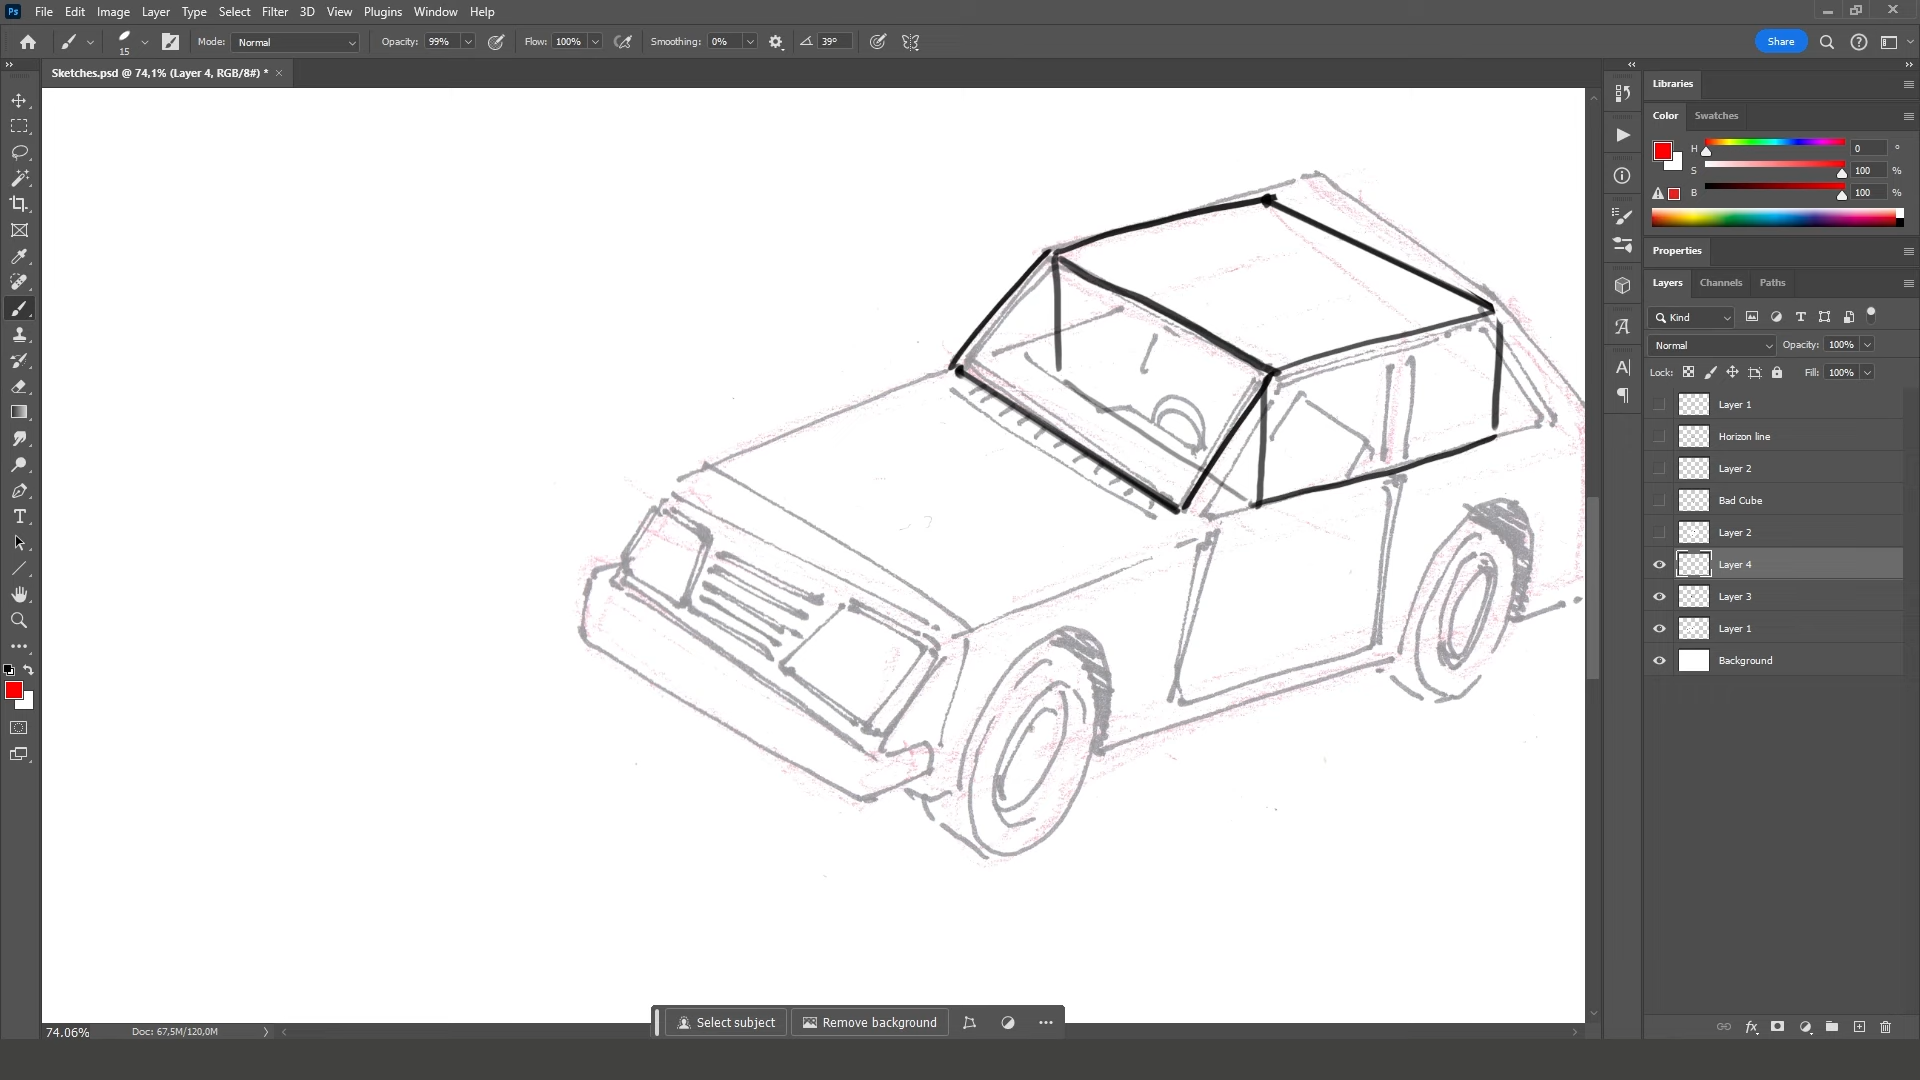 Ps File Edit Image Layer Type Select Filter 3D View Plugins Window Help
15 Mode: Normal Opacity: 99% Flow: 100% Smoothing: 0% 39° Share
Sketches.psd @ 74,1% (Layer 4, RGB/8#) * ×
Libraries
Color Swatches
H 0 °
S 100 %
B 100 %
Properties
Layers Channels Paths
Kind
Normal Opacity: 100%
Lock: Fill: 100%
Layer 1
Horizon line
Layer 2
Bad Cube
Layer 2
Layer 4
Layer 3
Layer 1
Background
Select subject Remove background
74.06% Doc: 67,5M/120,0M